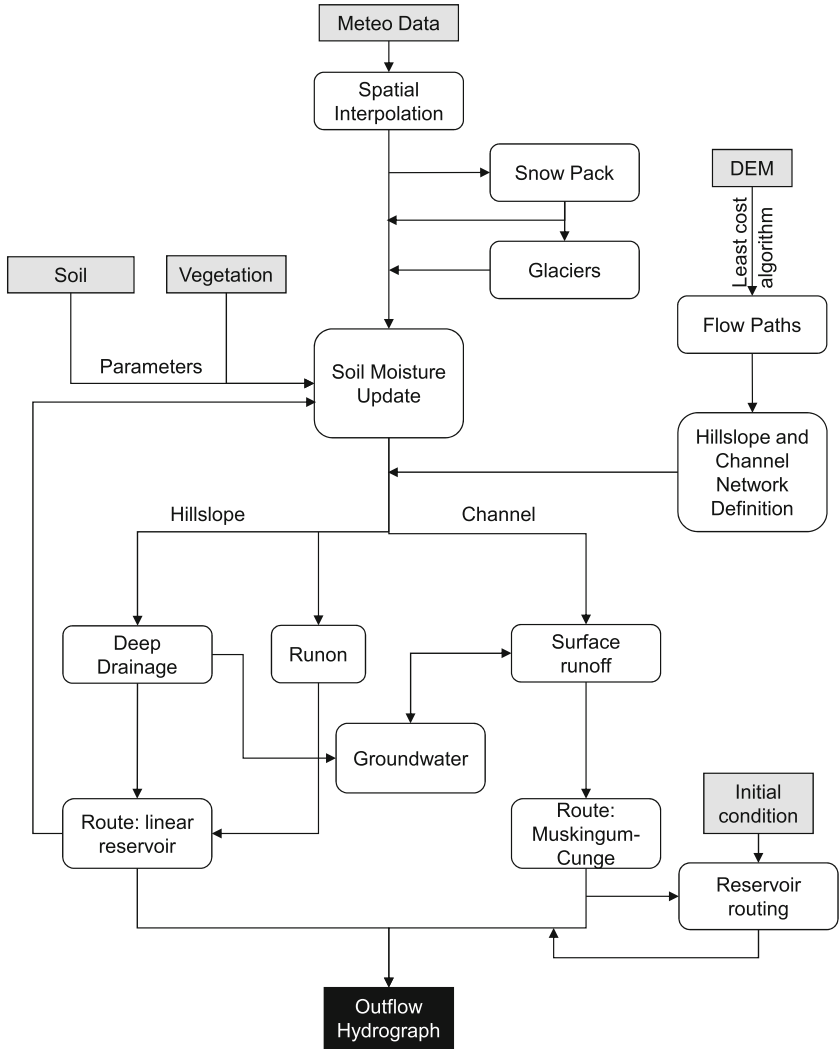 Meteo Data
Spatial
Interpolation
Snow Pack
DEM
Least cost
algorithm
Glaciers
Soil
Vegetation
Flow Paths
Parameters
Soil Moisture
Update
Hillslope and
Channel
Network
Definition
Hillslope
Channel
Deep
Drainage
Runon
Surface
runoff
Groundwater
Initial
condition
Route: linear
reservoir
Route:
Muskingum-
Cunge
Reservoir
routing
Outflow
Hydrograph